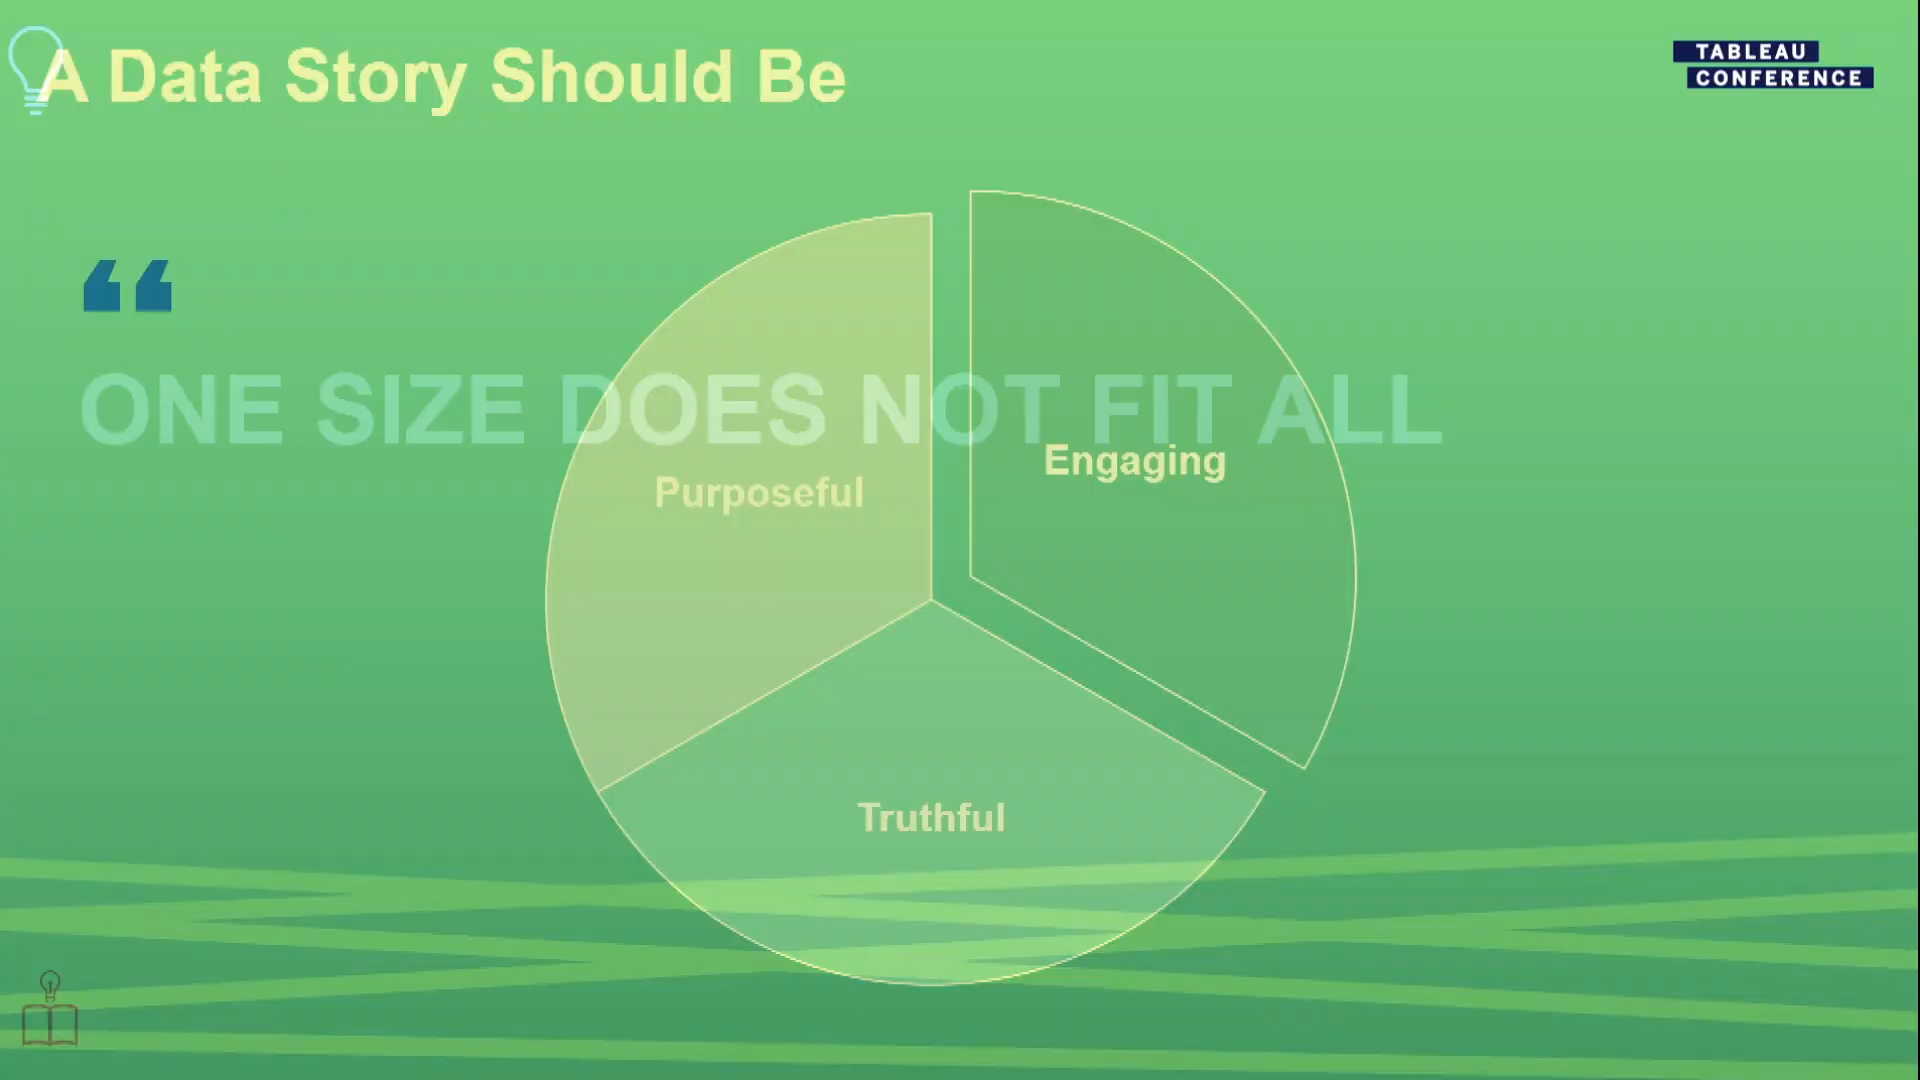 A Data Story Should Be
TABLEAU
CONFERENCE
“
ONE SIZE DOES NOT FIT ALL
Engaging
Purposeful
Truthful